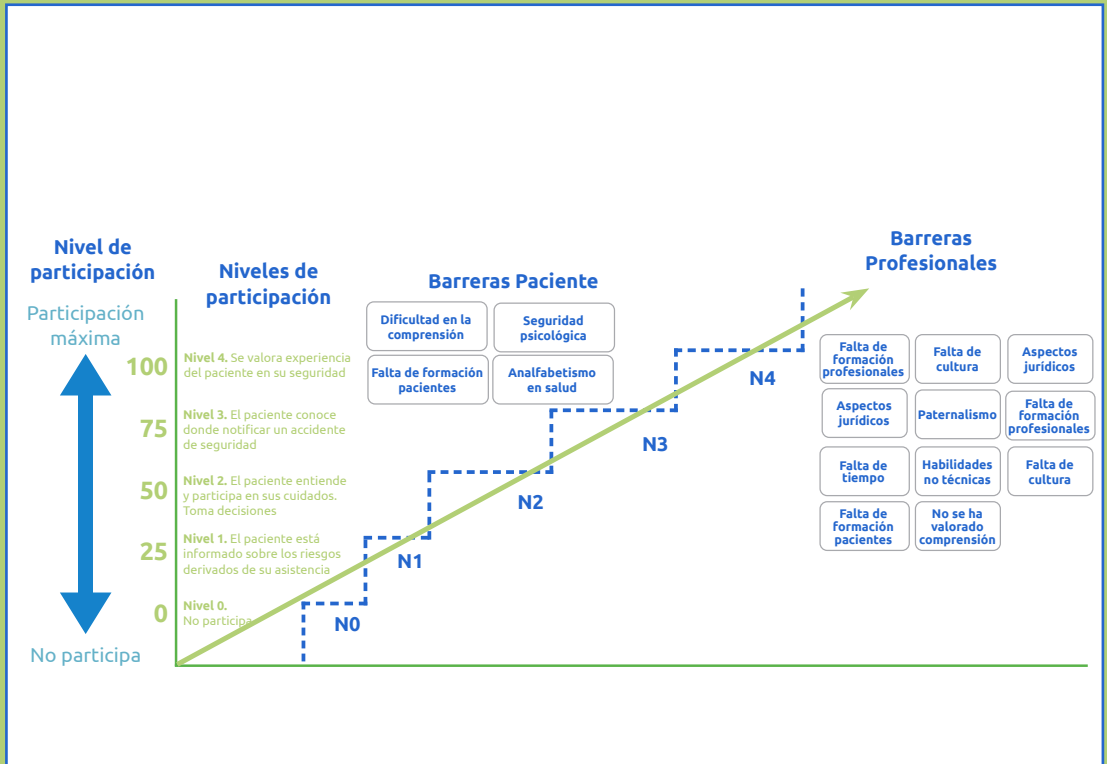 Nivel de
participación
Participación
máxima
No participa
Niveles de
participación
100
Nivel 4. Se valora experiencia
del paciente en su seguridad
75
Nivel 3. El paciente conoce
donde notificar un accidente
de seguridad
50
Nivel 2. El paciente entiende
y participa en sus cuidados.
Toma decisiones
25
Nivel 1. El paciente está
informado sobre los riesgos
derivados de su asistencia
0
Nivel 0.
No participa
Barreras Paciente
Dificultad en la
comprensión
Seguridad
psicológica
Falta de formación
pacientes
Analfabetismo
en salud
N0
N1
N2
N3
N4
Barreras
Profesionales
Falta de
formación
profesionales
Falta de
cultura
Aspectos
jurídicos
Aspectos
jurídicos
Paternalismo
Falta de
formación
profesionales
Falta de
tiempo
Habilidades
no técnicas
Falta de
cultura
Falta de
formación
pacientes
No se ha
valorado
comprensión